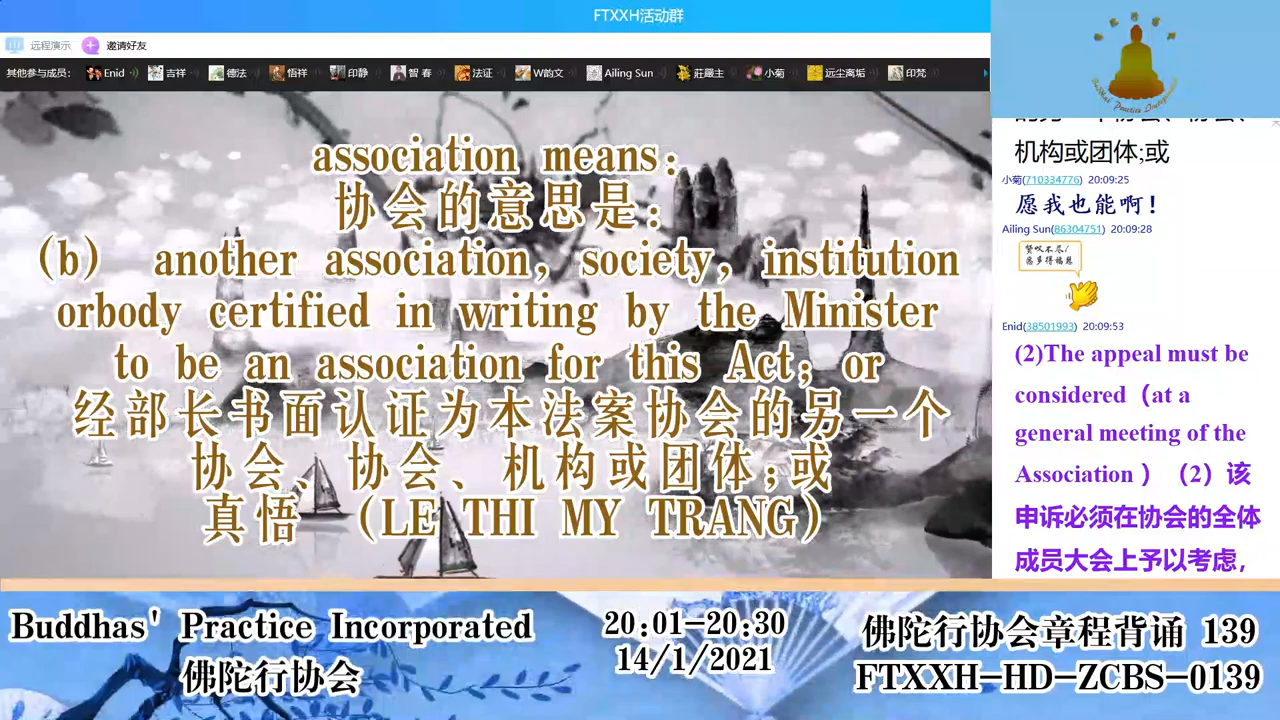 FTXXH活动群
远程演示 邀请好友
其他参与成员: Enid 吉祥 德法 悟祥 印静 智春 法证 W韵文 Ailing Sun 莊嚴主 小菊 远尘离垢 印梵
association means:
协会的意思是:
(b) another association, society, institution
orbody certified in writing by the Minister
to be an association for this Act; or
经部长书面认证为本法案协会的另一个
协会、协会、机构或团体;或
真悟 (LE THI MY TRANG)
Buddhas' Practice Incorporated
机构或团体;或
小菊(710334776) 20:09:25
愿我也能啊!
Ailing Sun(86304751) 20:09:28
Enid(38501993) 20:09:53
(2)The appeal must be
considered（at a
general meeting of the
Association ）（2）该
申诉必须在协会的全体
成员大会上予以考虑，
Buddhas' Practice Incorporated
佛陀行协会
20:01-20:30
14/1/2021
佛陀行协会章程背诵 139
FTXXH-HD-ZCBS-0139